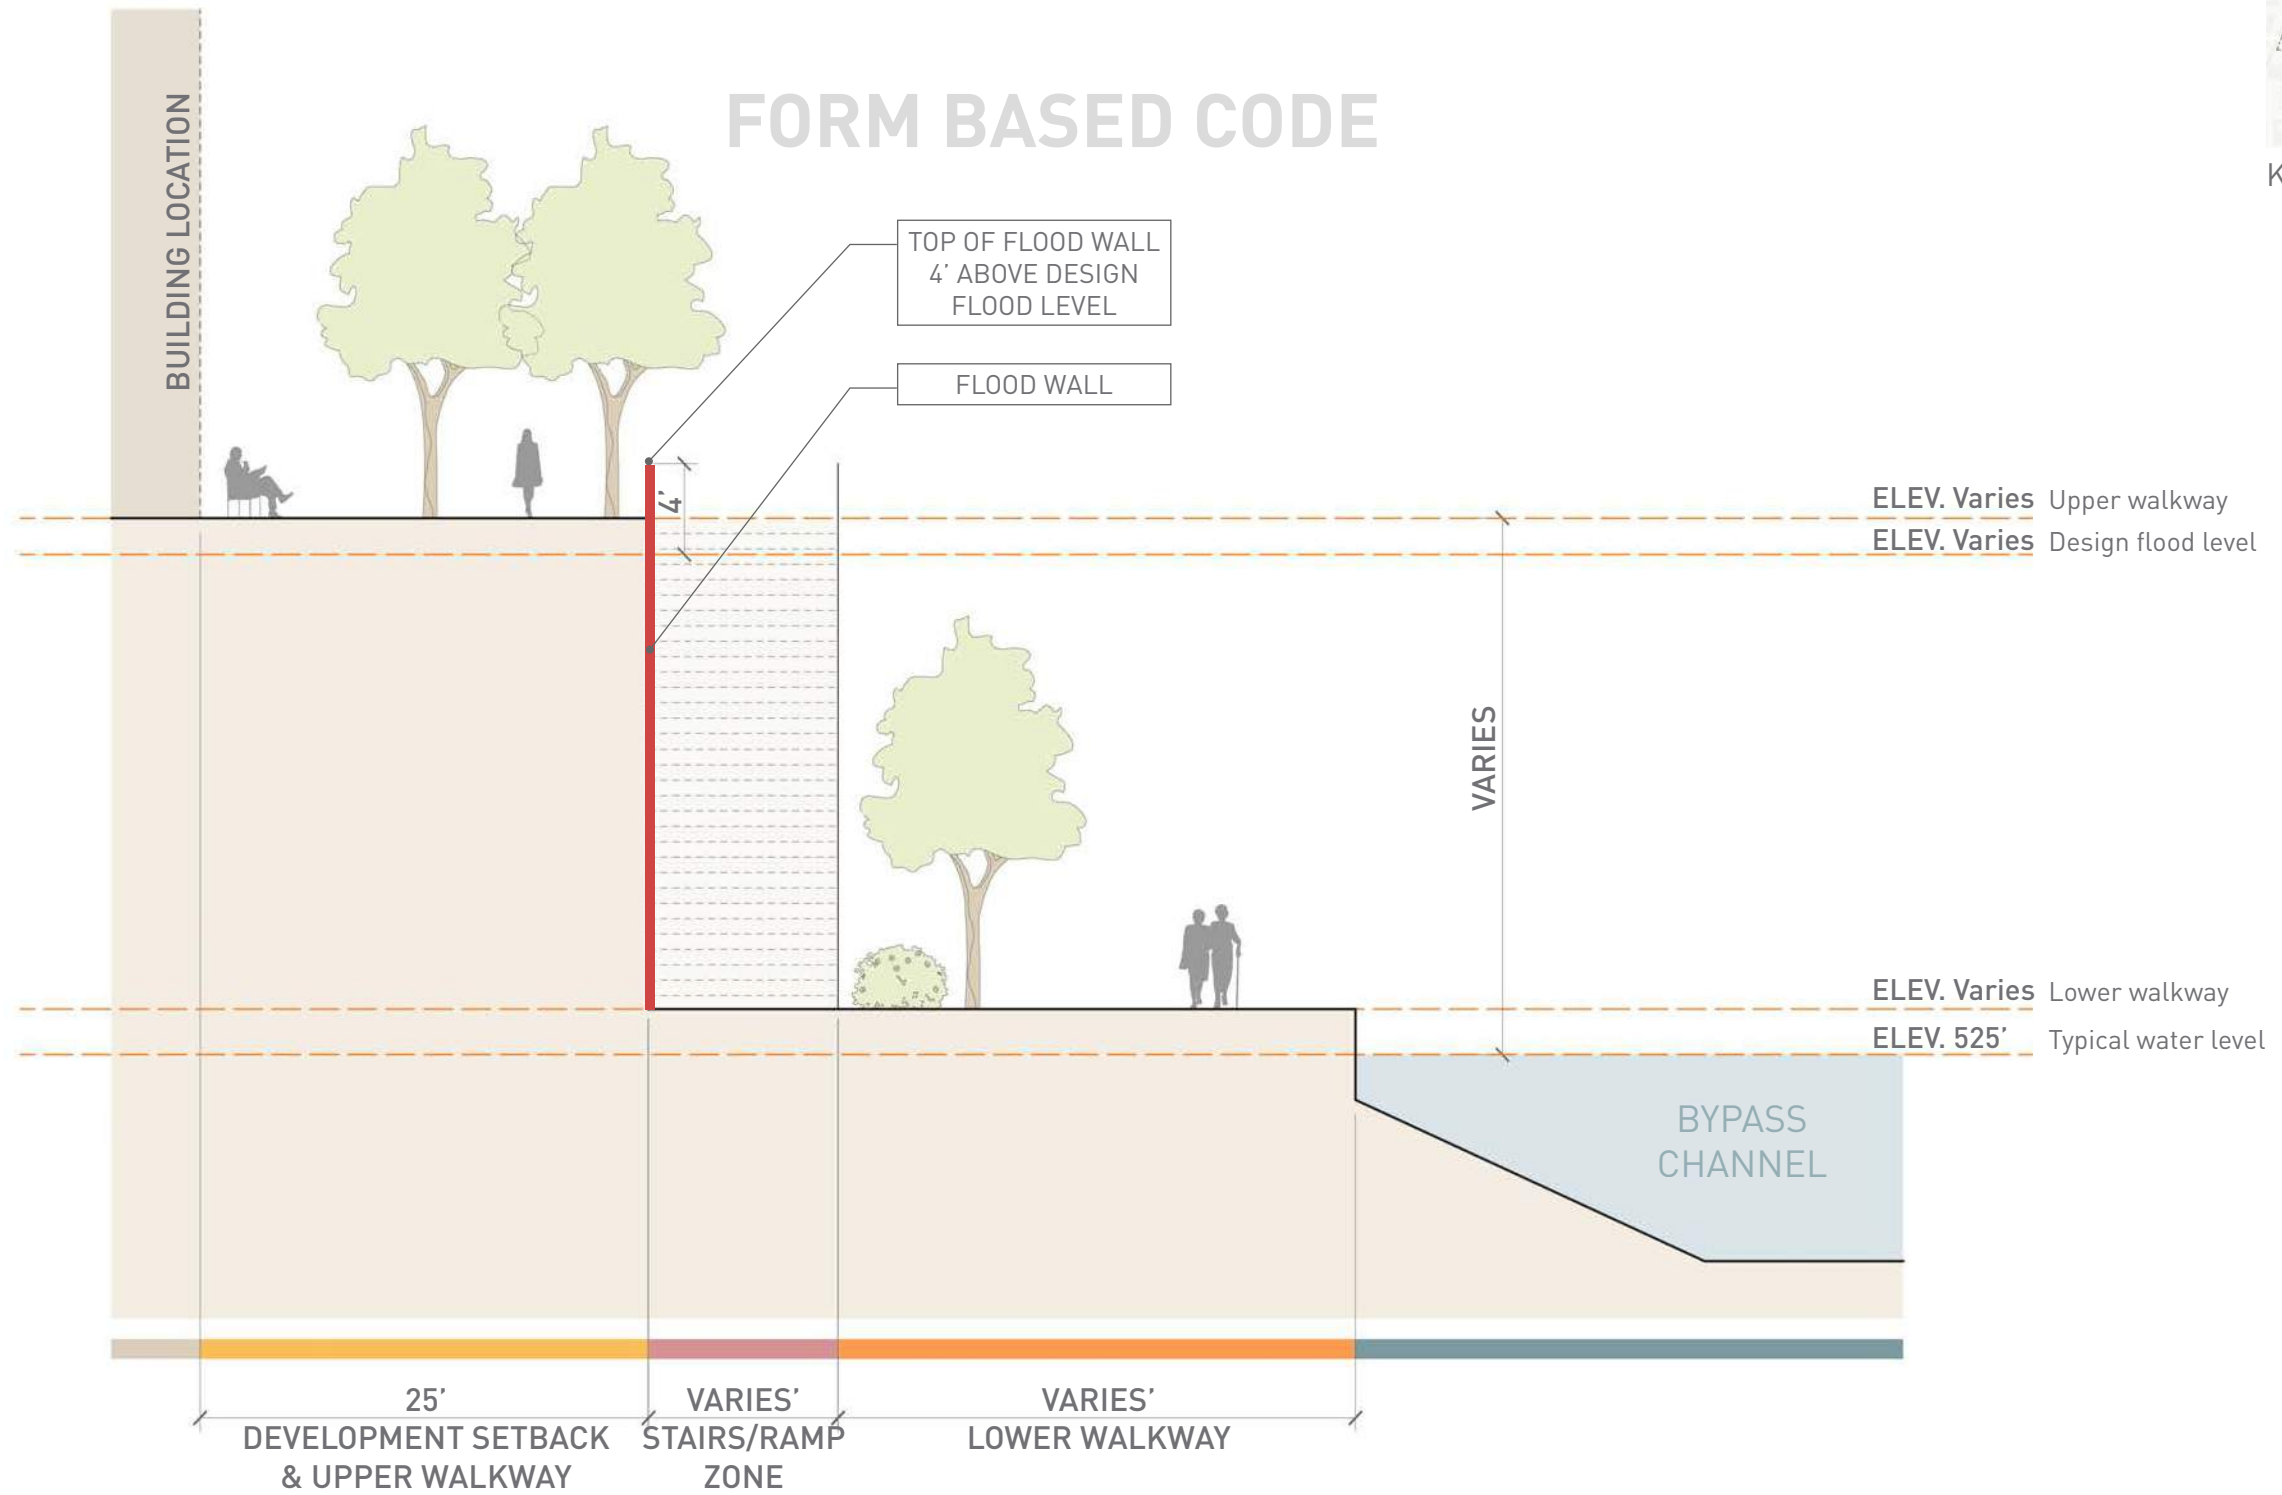 FORM BASED CODE
BUILDING LOCATION
TOP OF FLOOD WALL
4’ ABOVE DESIGN
FLOOD LEVEL
FLOOD WALL
4’
ELEV. Varies Upper walkway
ELEV. Varies Design flood level
VARIES
ELEV. Varies Lower walkway
ELEV. 525’ Typical water level
BYPASS
CHANNEL
25’
DEVELOPMENT SETBACK
& UPPER WALKWAY
VARIES’
STAIRS/RAMP
ZONE
VARIES’
LOWER WALKWAY